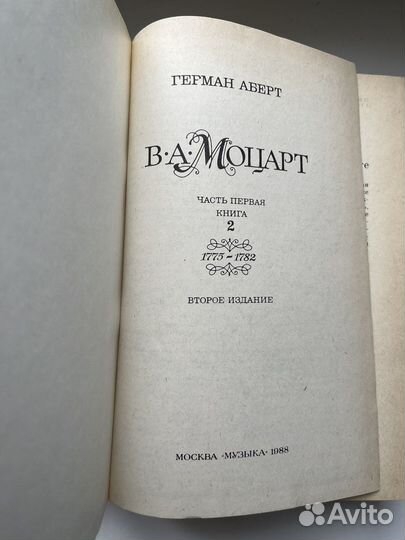 ГЕРМАН АБЕРТ
В·А·МОЦАРТ
ЧАСТЬ ПЕРВАЯ
КНИГА
2
1775–1782
ВТОРОЕ ИЗДАНИЕ
МОСКВА «МУЗЫКА» 1988
Avito